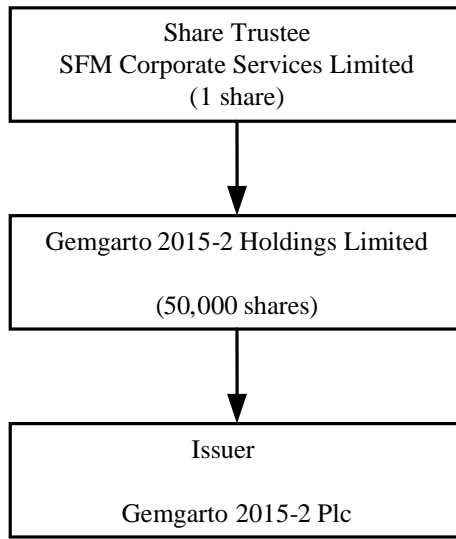 Share Trustee
SFM Corporate Services Limited
(1 share)
Gemgarto 2015-2 Holdings Limited
(50,000 shares)
Issuer
Gemgarto 2015-2 Plc